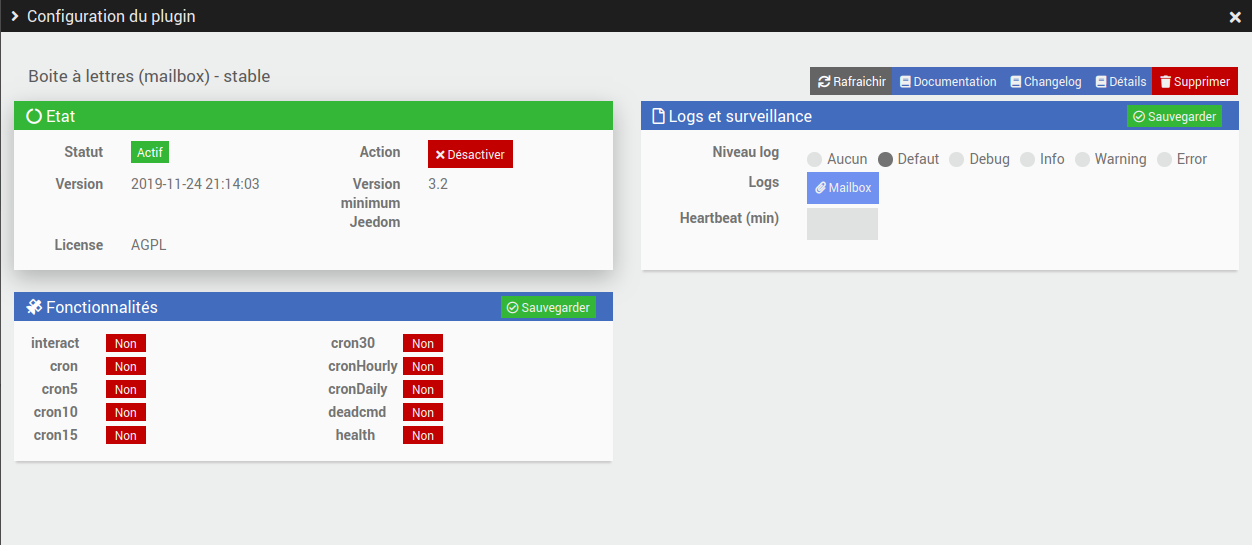 Configuration du plugin
Boite à lettres (mailbox) - stable
Rafraichir Documentation Changelog Détails Supprimer
Etat
Statut Actif Action Désactiver
Version 2019-11-24 21:14:03 Version minimum Jeedom 3.2
License AGPL
Logs et surveillance Sauvegarder
Niveau log Aucun Defaut Debug Info Warning Error
Logs Mailbox
Heartbeat (min)
Fonctionnalités Sauvegarder
interact Non cron30 Non
cron Non cronHourly Non
cron5 Non cronDaily Non
cron10 Non deadcmd Non
cron15 Non health Non